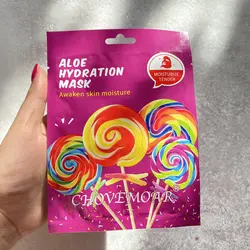 ALOE
HYDRATION
MASK
Awaken skin moisture
MOISTURIZE
TENDER
CHOVEMOAR